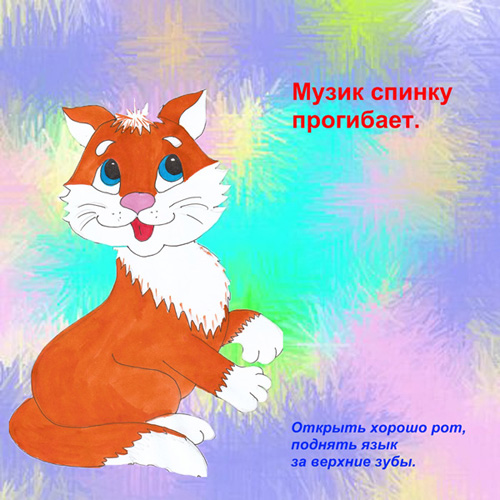 Музик спинку
прогибает.
Открыть хорошо рот,
поднять язык
за верхние зубы.